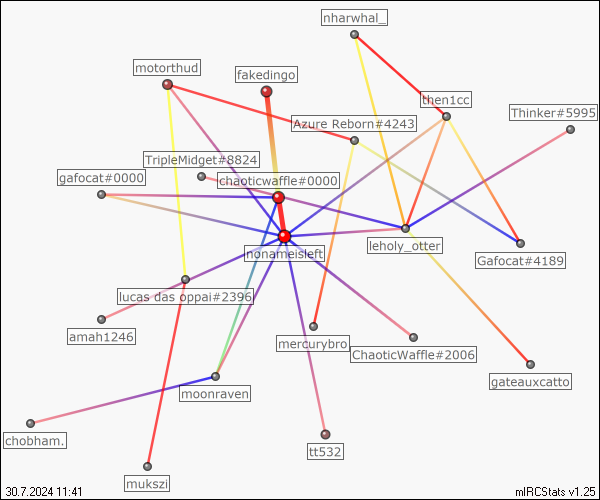 nharwhal_
motorthud
fakedingo
then1cc
Thinker#5995
Azure Reborn#4243
TripleMidget#8824
gafocat#0000
Chaoticwaffle#0000
leholy_otter
nonameisleft
Gafocat#4189
lucas das oppai#2396
amah1246
mercurybro
ChaoticWaffle#2006
gateauxcatto
moonraven
chobham.
tt532
mukszi
30.7.2024 11:41
mIRCStats v1.25